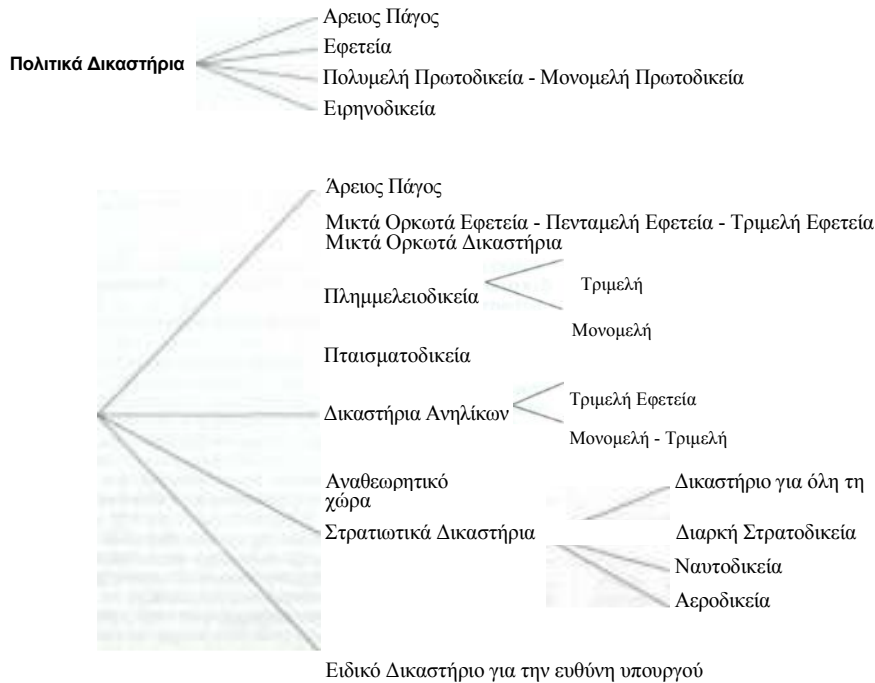 Αρειος Πάγος
Εφετεία
Πολιτικά Δικαστήρια
Πολυμελή Πρωτοδικεία - Μονομελή Πρωτοδικεία
Ειρηνοδικεία
Άρειος Πάγος
Μικτά Ορκωτά Εφετεία - Πενταμελή Εφετεία - Τριμελή Εφετεία
Μικτά Ορκωτά Δικαστήρια
Πλημμελειοδικεία
Τριμελή
Μονομελή
Πταισματοδικεία
Δικαστήρια Ανηλίκων
Τριμελή Εφετεία
Μονομελή - Τριμελή
Αναθεωρητικό
Δικαστήριο για όλη τη
χώρα
Στρατιωτικά Δικαστήρια
Διαρκή Στρατοδικεία
Ναυτοδικεία
Αεροδικεία
Ειδικό Δικαστήριο για την ευθύνη υπουργού